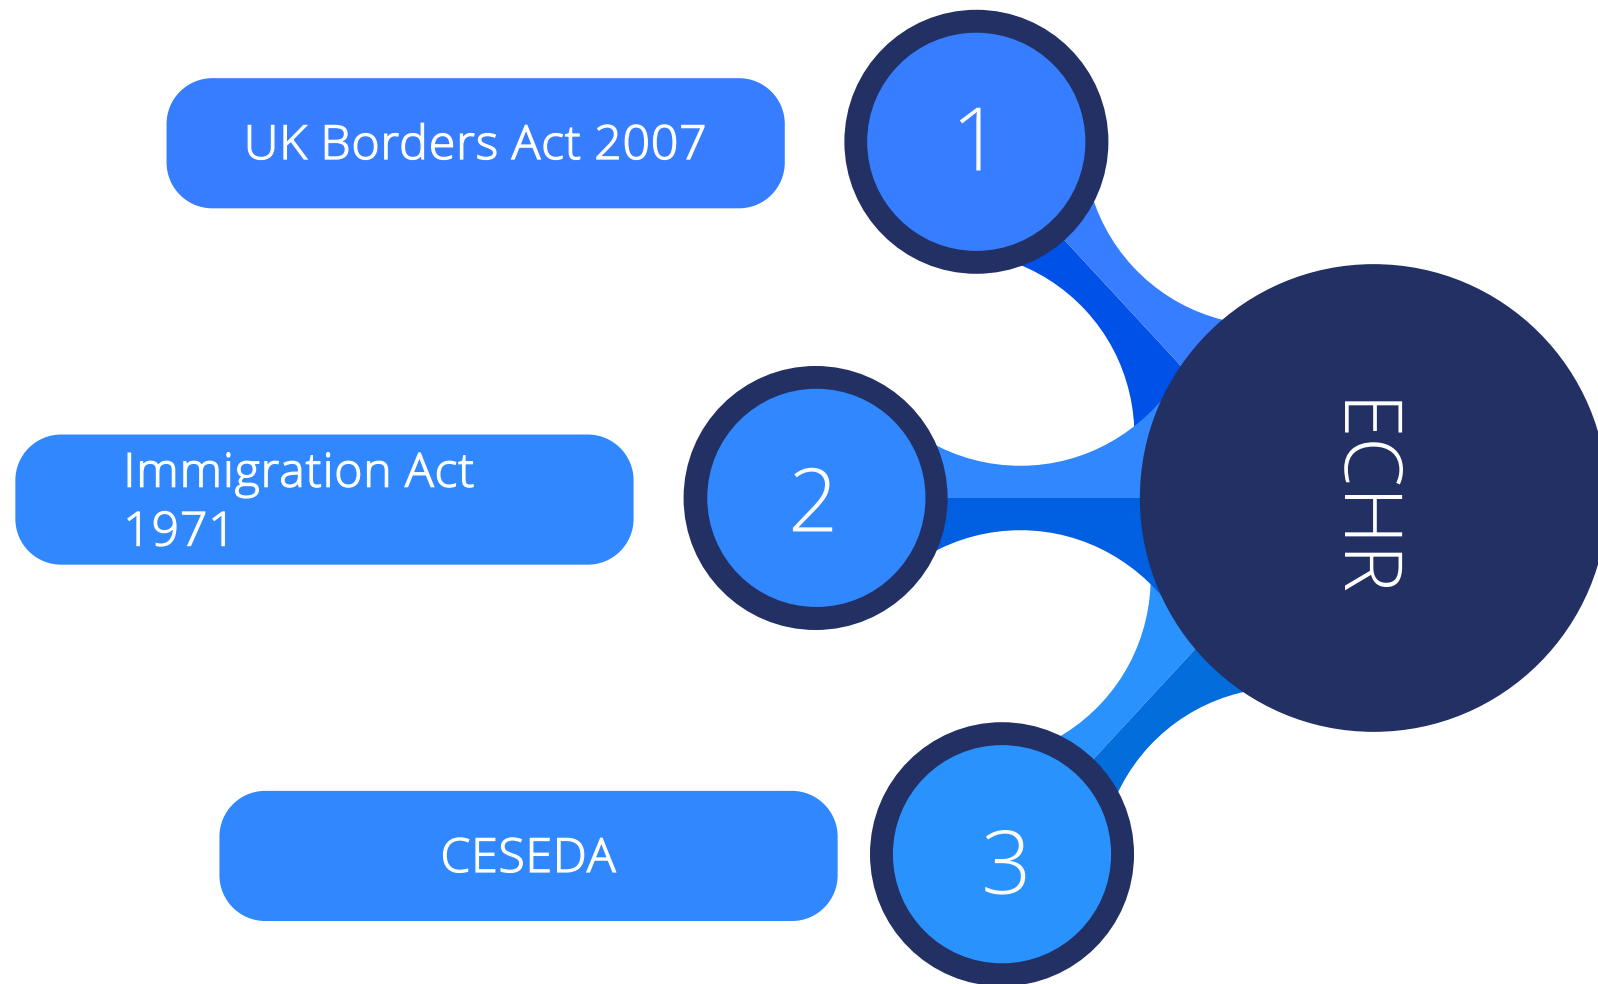 UK Borders Act 2007
1
Immigration Act
1971
2
ECHR
CESEDA
3